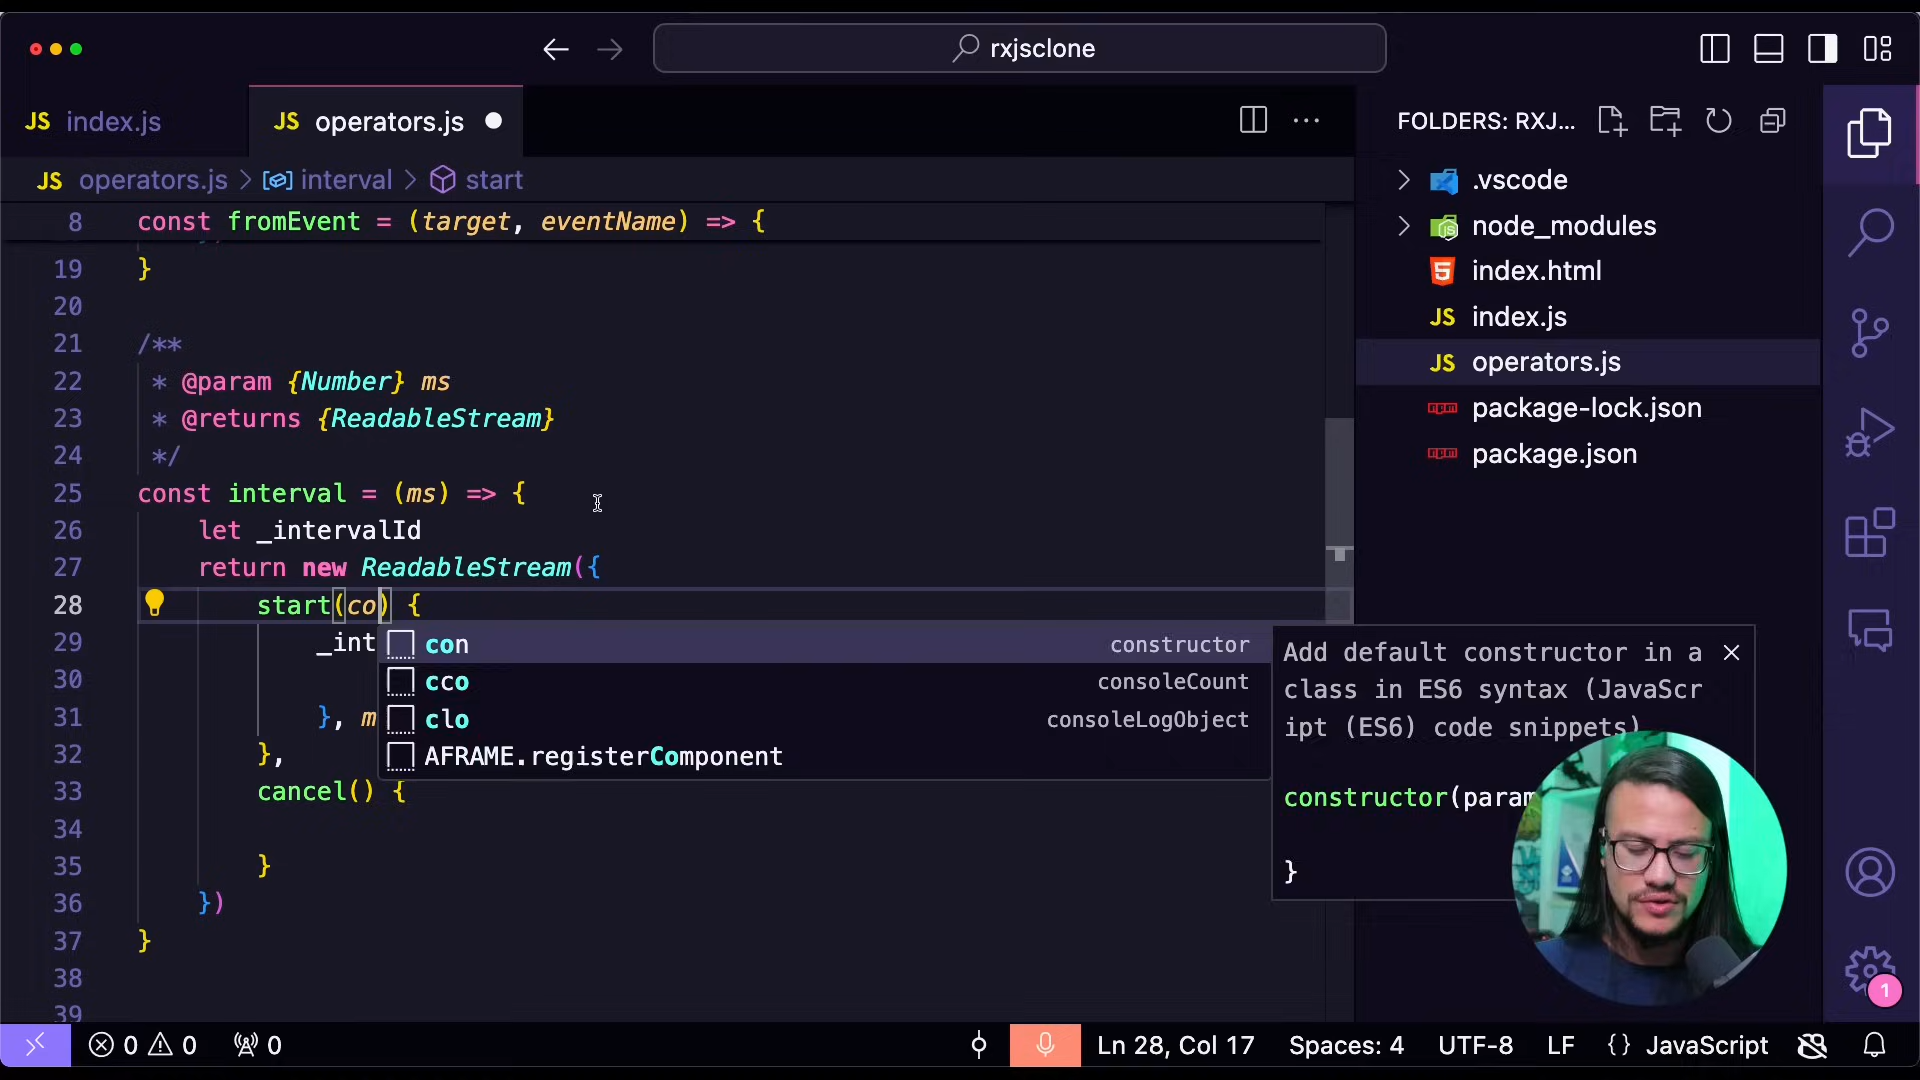 rxjsclone
JS index.js
JS operators.js
FOLDERS: RXJ...
JS operators.js > interval > start
8 const fromEvent = (target, eventName) => {
19 }
20
21 /**
22 * @param {Number} ms
23 * @returns {ReadableStream}
24 */
25 const interval = (ms) => {
26 let _intervalId
27 return new ReadableStream({
28 start(co) {
29 _int
30
31 }, m
32 },
33 cancel() {
34
35 }
36 })
37 }
38
39
con constructor
cco consoleCount
clo consoleLogObject
AFRAME.registerComponent
Add default constructor in a
class in ES6 syntax (JavaScr
ipt (ES6) code snippets)
constructor(param
}
.vscode
node_modules
5 index.html
JS index.js
JS operators.js
npm package-lock.json
npm package.json
1
0 0 0
Ln 28, Col 17 Spaces: 4 UTF-8 LF {} JavaScript